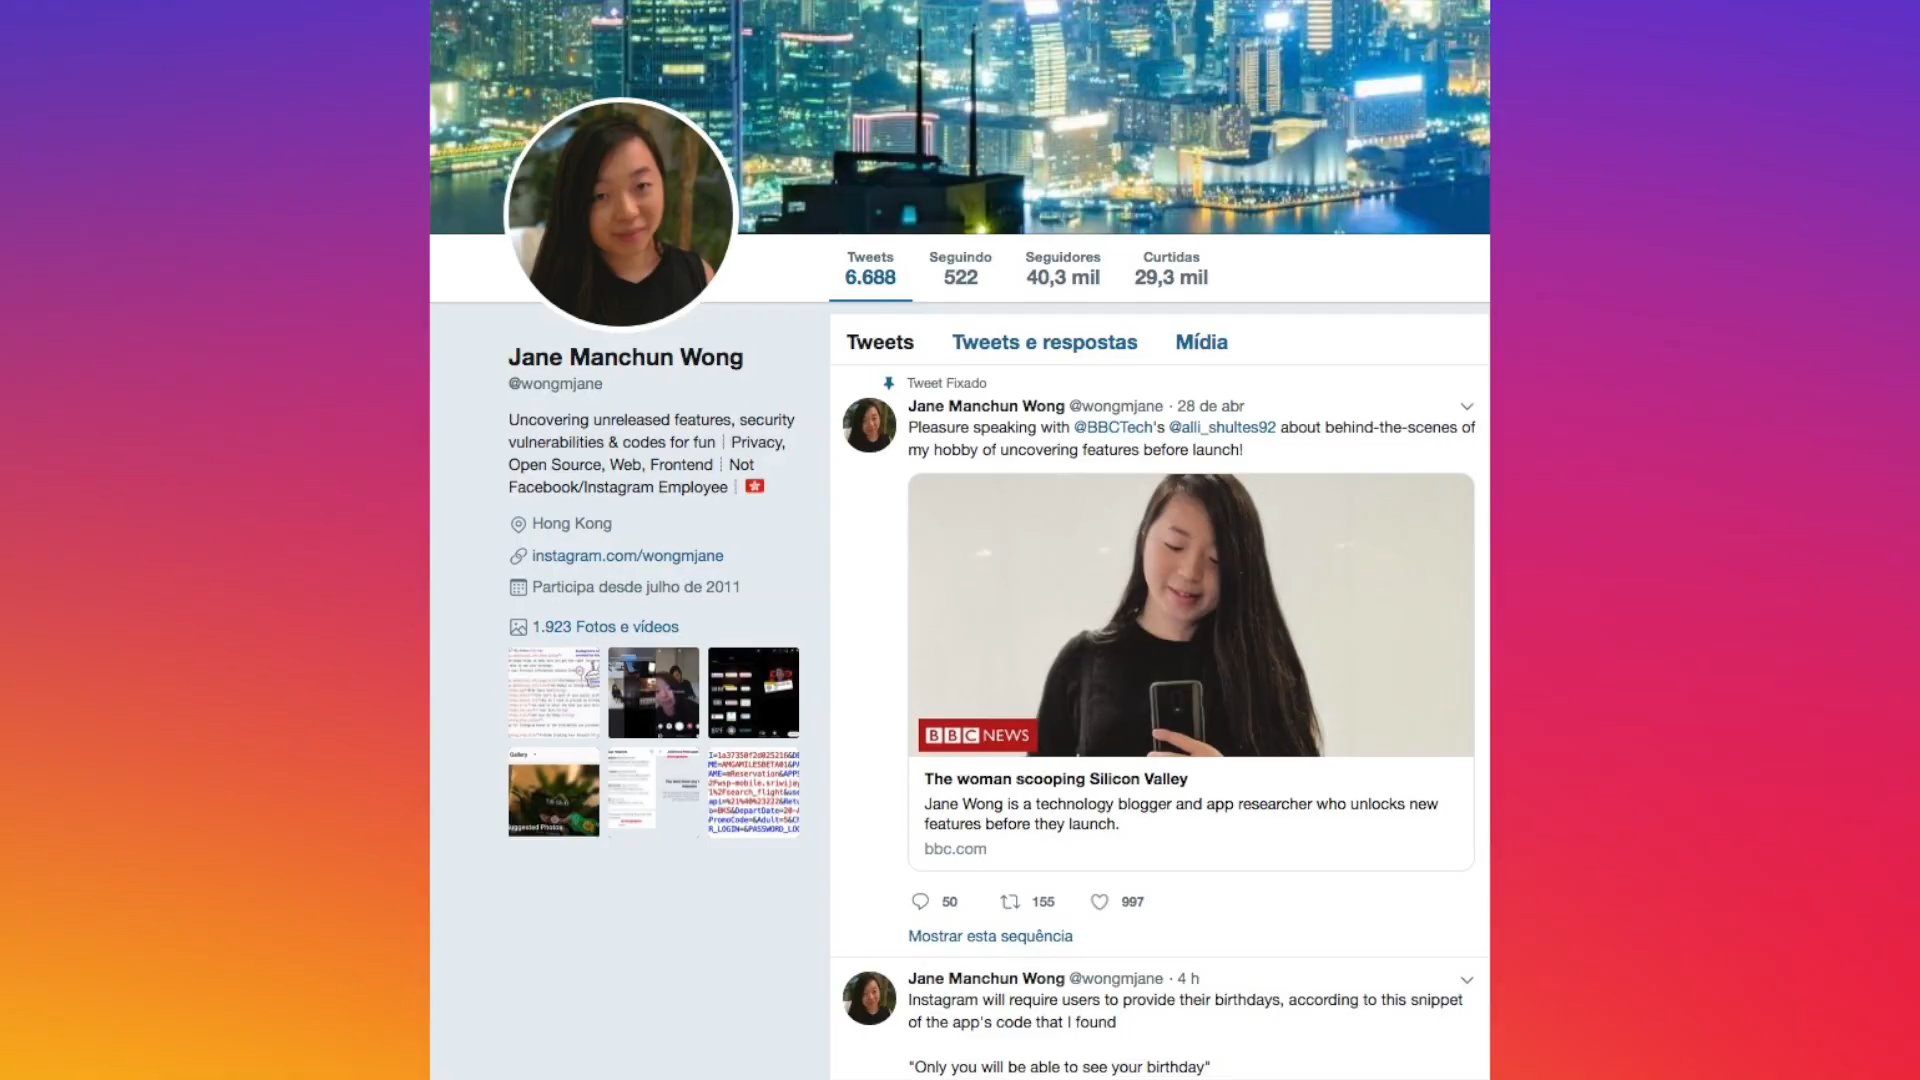 Tweets
6.688
Seguindo
522
Seguidores
40,3 mil
Curtidas
29,3 mil
Jane Manchun Wong
@wongmjane
Uncovering unreleased features, security
vulnerabilities & codes for fun | Privacy,
Open Source, Web, Frontend | Not
Facebook/Instagram Employee | 🇭🇰
Hong Kong
instagram.com/wongmjane
Participa desde julho de 2011
1.923 Fotos e vídeos
Gallery
Suggested Photos
Tweets Tweets e respostas Mídia
Tweet Fixado
Jane Manchun Wong @wongmjane · 28 de abr
Pleasure speaking with @BBCTech's @alli_shultes92 about behind-the-scenes of
my hobby of uncovering features before launch!
BBC NEWS
The woman scooping Silicon Valley
Jane Wong is a technology blogger and app researcher who unlocks new
features before they launch.
bbc.com
50 155 997
Mostrar esta sequência
Jane Manchun Wong @wongmjane · 4 h
Instagram will require users to provide their birthdays, according to this snippet
of the app's code that I found
"Only you will be able to see your birthday"